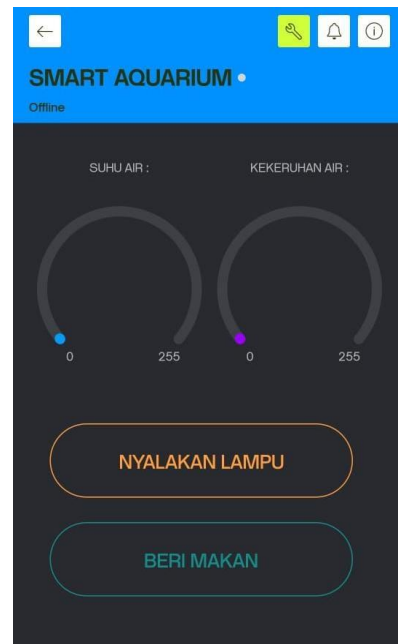 SMART AQUARIUM
Offline
SUHU AIR :
KEKERUHAN AIR :
0
255
0
255
NYALAKAN LAMPU
BERI MAKAN